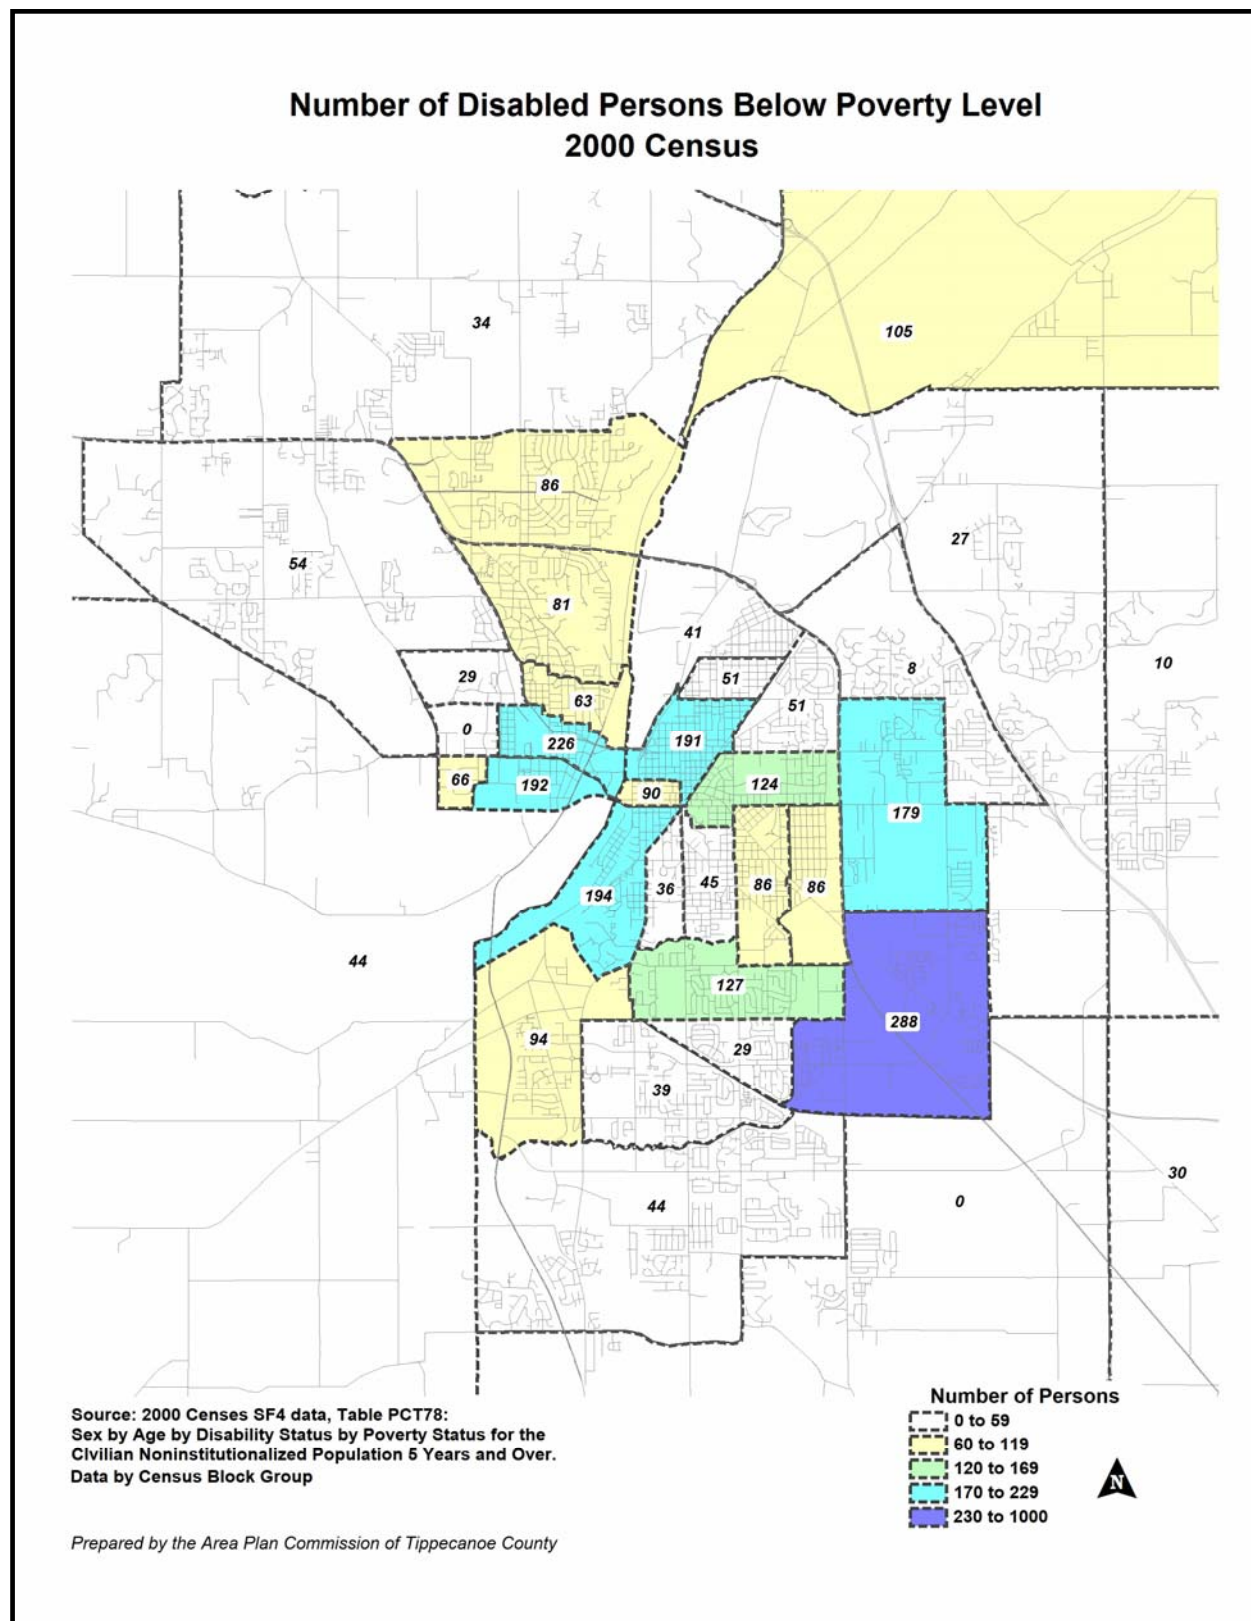 Number of Disabled Persons Below Poverty Level
2000 Census
34
105
86
27
54
81
41
10
8
29
51
63
51
0
226
191
66
192
90
124
179
194
36
45
86
86
44
127
288
94
29
39
30
44
0
Number of Persons
0 to 59
60 to 119
120 to 169
170 to 229
230 to 1000
N
Source: 2000 Censes SF4 data, Table PCT78:
Sex by Age by Disability Status by Poverty Status for the
Civilian Noninstitutionalized Population 5 Years and Over.
Data by Census Block Group
Prepared by the Area Plan Commission of Tippecanoe County